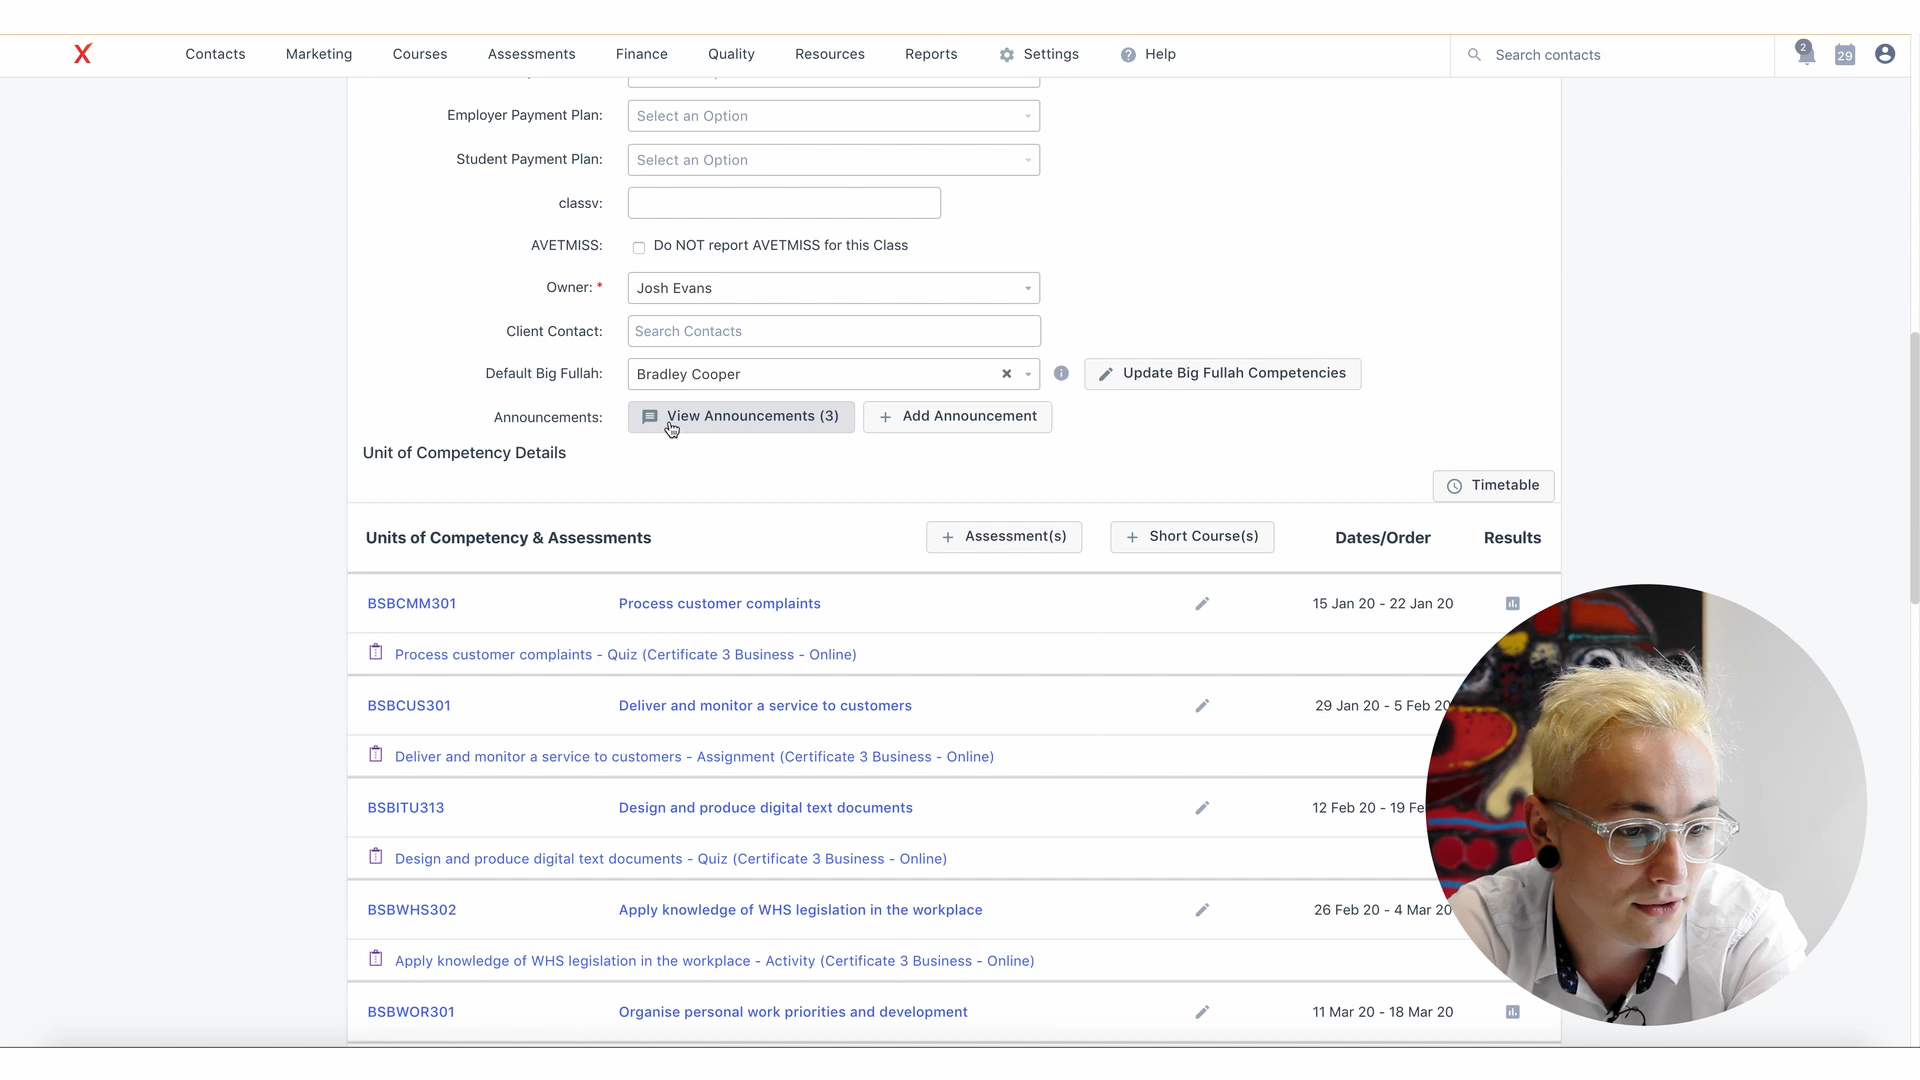 X Contacts Marketing Courses Assessments Finance Quality Resources Reports Settings Help Search contacts 2 29
Employer Payment Plan: Select an Option
Student Payment Plan: Select an Option
classv:
AVETMISS: Do NOT report AVETMISS for this Class
Owner: * Josh Evans
Client Contact: Search Contacts
Default Big Fullah: Bradley Cooper Update Big Fullah Competencies
Announcements: View Announcements (3) + Add Announcement
Unit of Competency Details
Timetable
Units of Competency & Assessments + Assessment(s) + Short Course(s) Dates/Order Results
BSBCMM301 Process customer complaints 15 Jan 20 - 22 Jan 20
Process customer complaints - Quiz (Certificate 3 Business - Online)
BSBCUS301 Deliver and monitor a service to customers 29 Jan 20 - 5 Feb 20
Deliver and monitor a service to customers - Assignment (Certificate 3 Business - Online)
BSBITU313 Design and produce digital text documents 12 Feb 20 - 19 Fe
Design and produce digital text documents - Quiz (Certificate 3 Business - Online)
BSBWHS302 Apply knowledge of WHS legislation in the workplace 26 Feb 20 - 4 Mar 20
Apply knowledge of WHS legislation in the workplace - Activity (Certificate 3 Business - Online)
BSBWOR301 Organise personal work priorities and development 11 Mar 20 - 18 Mar 20